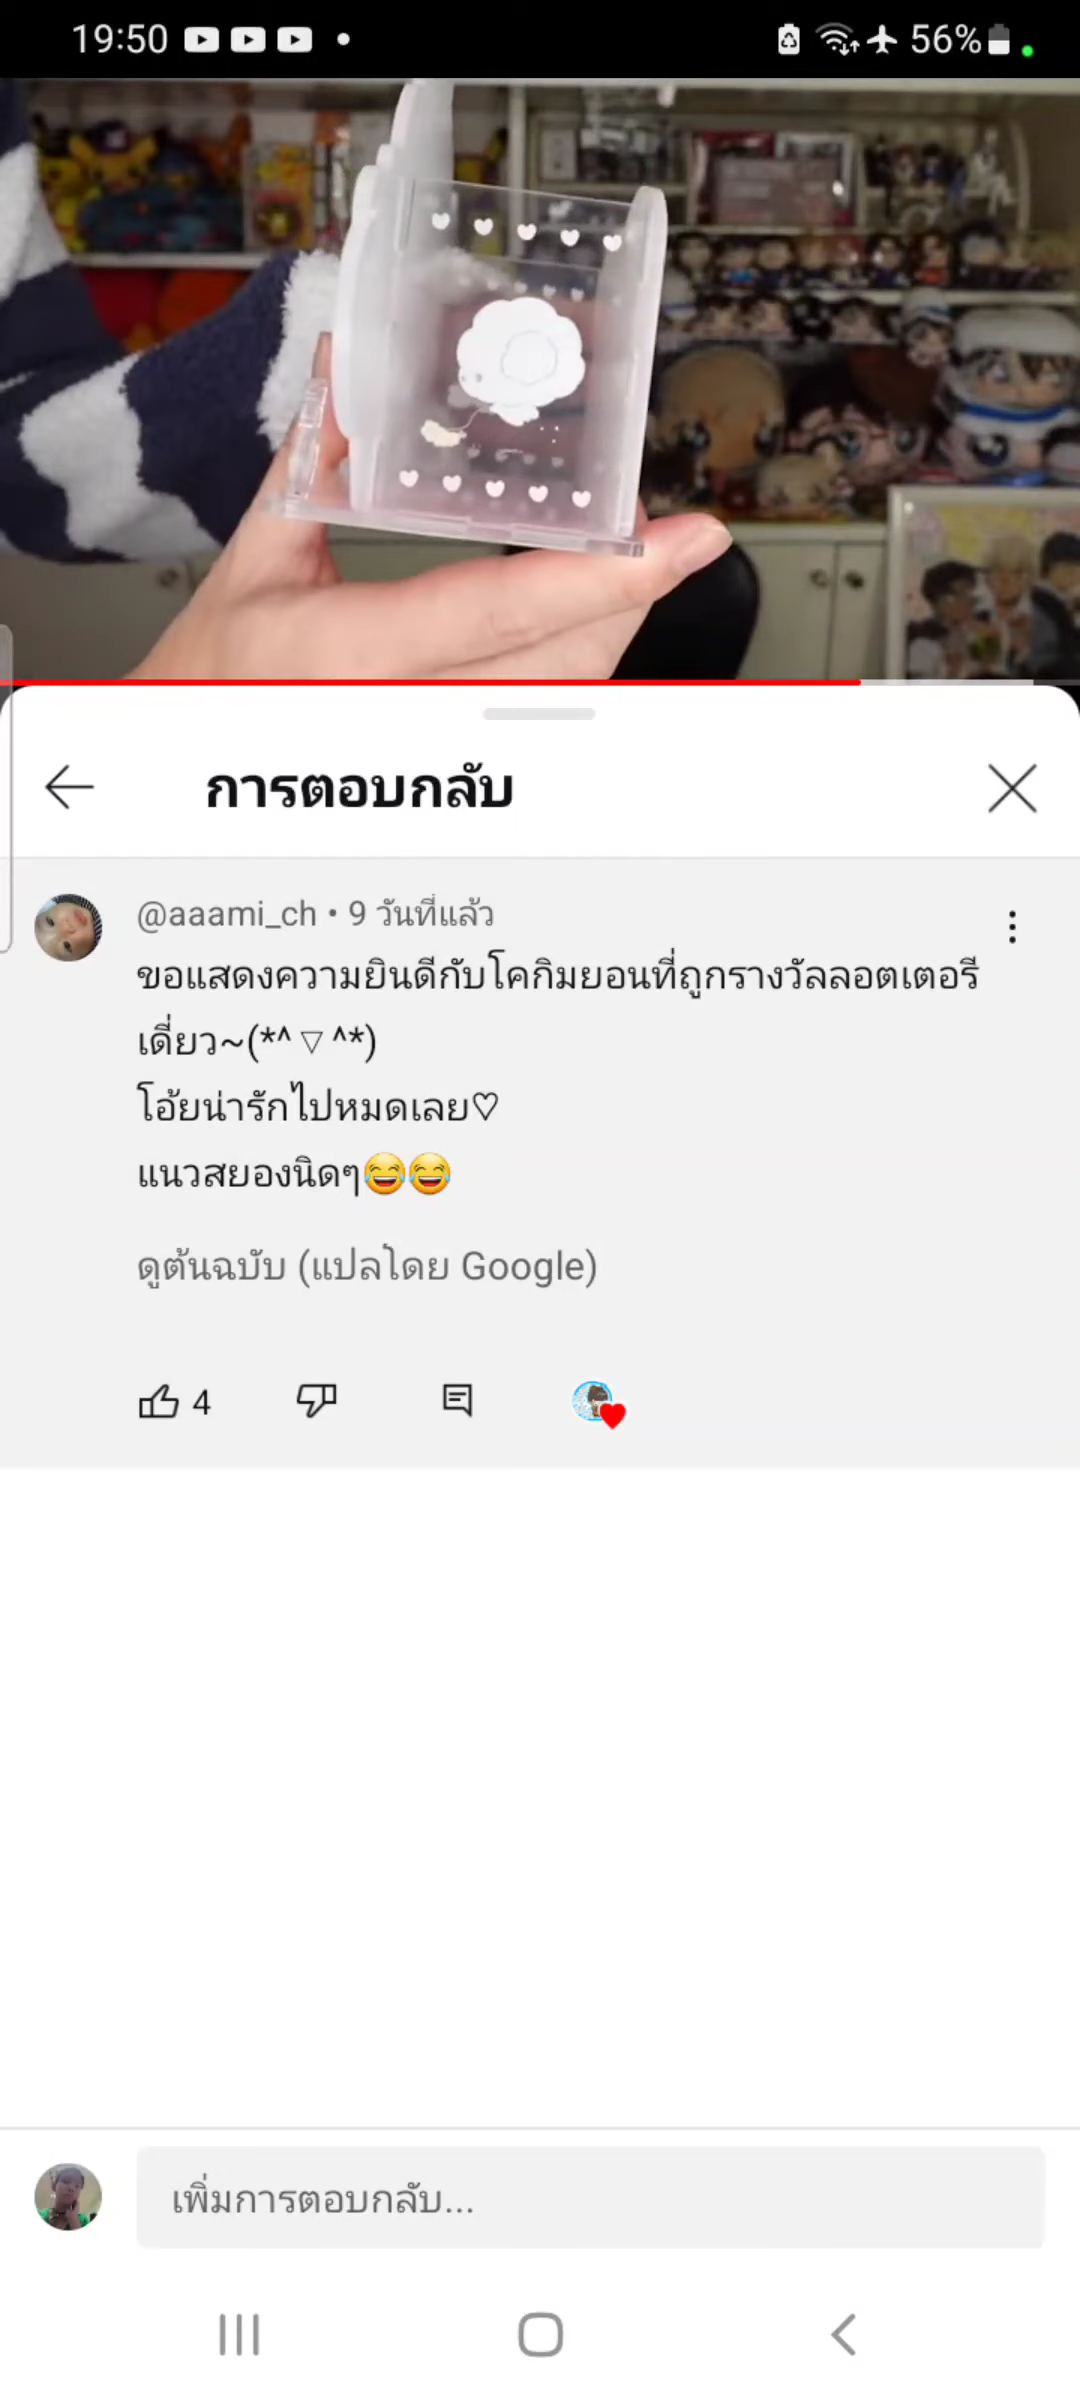 19:50
56%
การตอบกลับ
@aaami_ch • 9 วันที่แล้ว
ขอแสดงความยินดีกับโคกิมยอนที่ถูกรางวัลลอตเตอรี
เดี่ยว~(*^ ▽ ^*)
โอ้ยน่ารักไปหมดเลย♡
แนวสยองนิดๆ😂😂
ดูต้นฉบับ (แปลโดย Google)
4
เพิ่มการตอบกลับ...